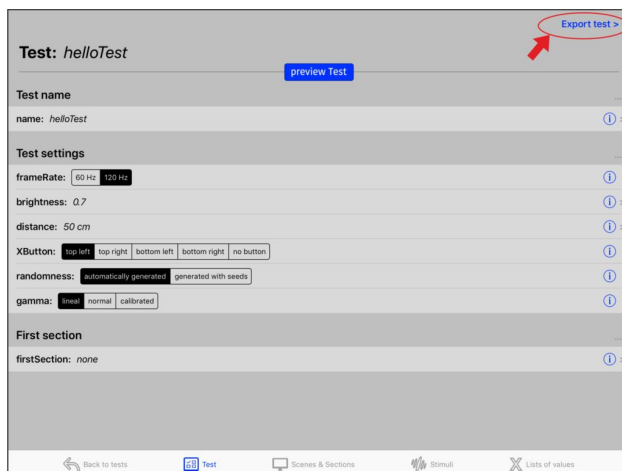 Export test >
Test: helloTest
preview Test
Test name
name: helloTest
Test settings
frameRate: 60 Hz 120 Hz
brightness: 0.7
distance: 50 cm
XButton: top left top right bottom left bottom right no button
randomness: automatically generated generated with seeds
gamma: lineal normal calibrated
First section
firstSection: none
Back to tests Test Scenes & Sections Stimuli Lists of values